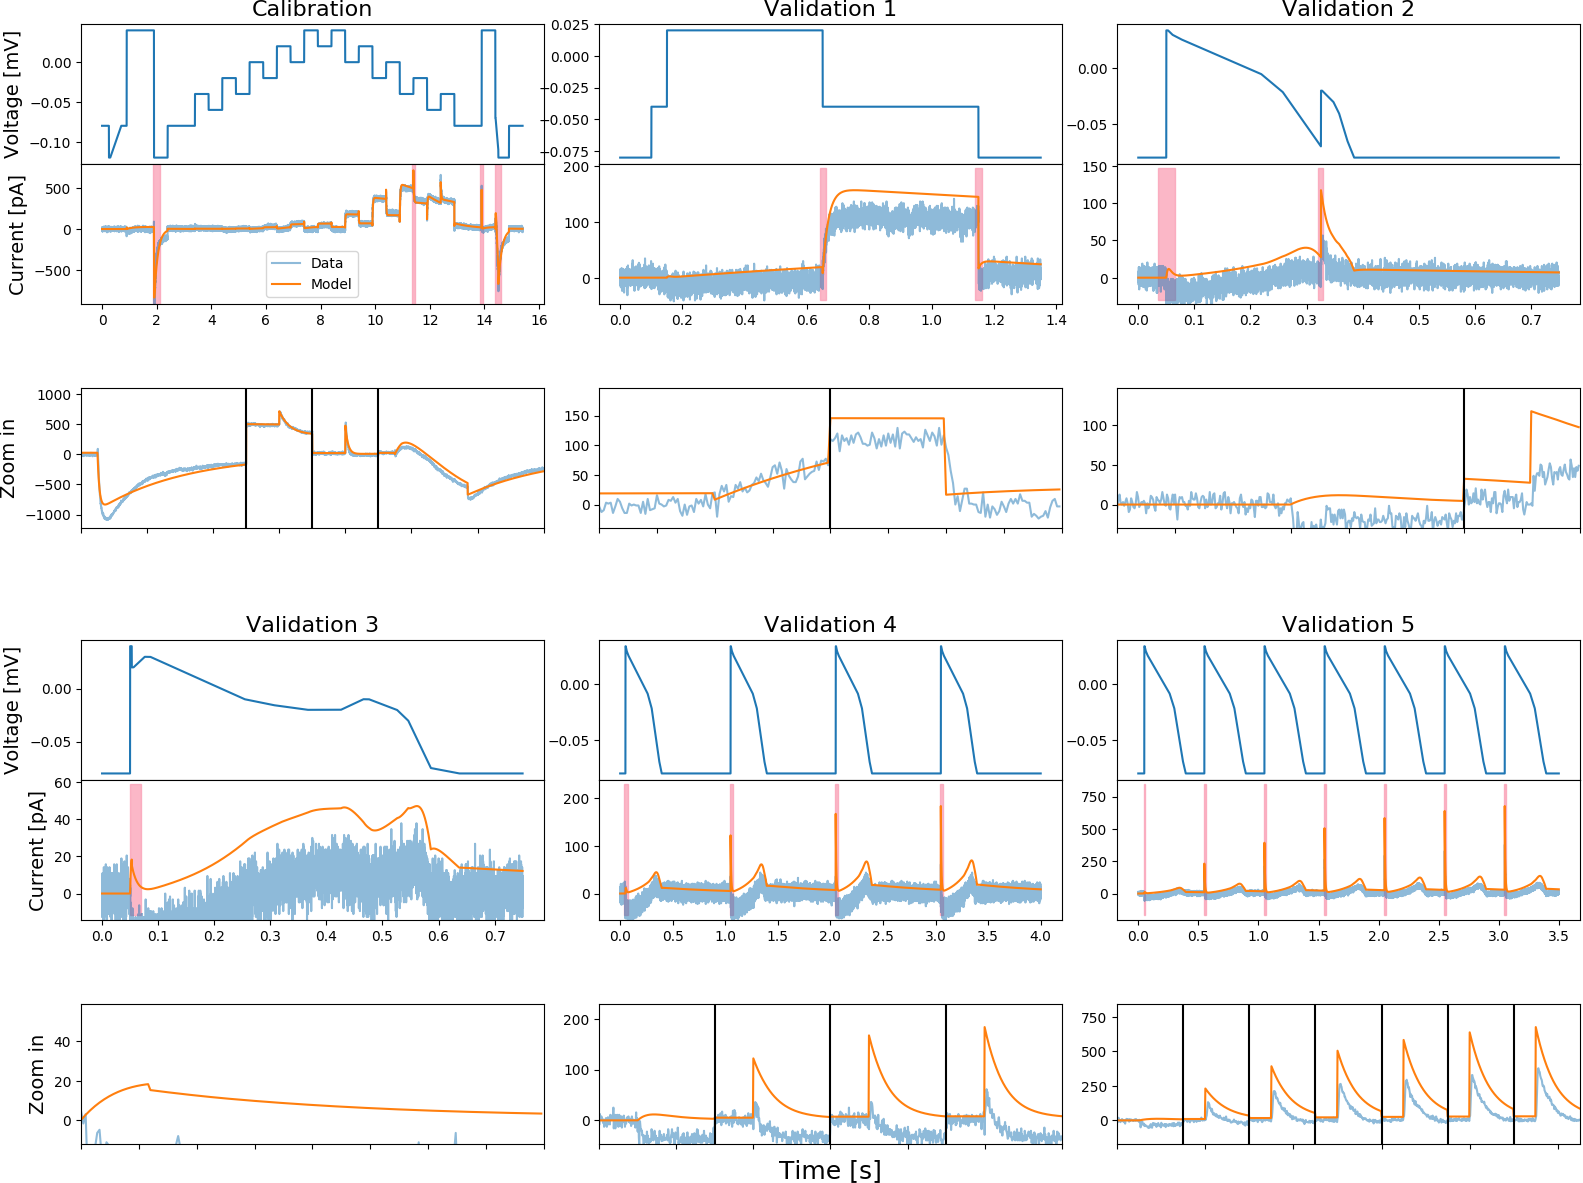 Calibration
Validation 1
Validation 2
Voltage [mV]
0.00
−0.05
−0.10
0.025
0.000
−0.025
−0.050
−0.075
0.00
−0.05
Current [pA]
500
0
−500
Data
Model
200
100
0
150
100
50
0
0 2 4 6 8 10 12 14 16
0.0 0.2 0.4 0.6 0.8 1.0 1.2 1.4
0.0 0.1 0.2 0.3 0.4 0.5 0.6 0.7
Zoom in
1000
500
0
−500
−1000
150
100
50
0
100
50
0
Validation 3
Validation 4
Validation 5
Voltage [mV]
0.00
−0.05
0.00
−0.05
0.00
−0.05
Current [pA]
60
40
20
0
200
100
0
750
500
250
0
0.0 0.1 0.2 0.3 0.4 0.5 0.6 0.7
0.0 0.5 1.0 1.5 2.0 2.5 3.0 3.5 4.0
0.0 0.5 1.0 1.5 2.0 2.5 3.0 3.5
Zoom in
40
20
0
200
100
0
750
500
250
0
Time [s]